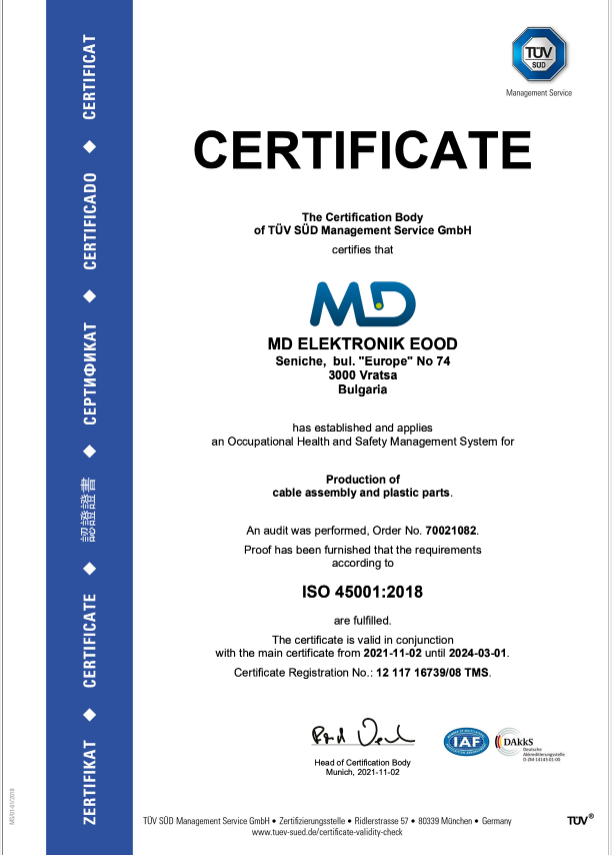 TÜV
SÜD
Management Service
CERTIFICATE
The Certification Body
of TÜV SÜD Management Service GmbH
certifies that
MD
MD ELEKTRONIK EOOD
Seniche, bul. "Europe" No 74
3000 Vratsa
Bulgaria
has established and applies
an Occupational Health and Safety Management System for
Production of
cable assembly and plastic parts.
An audit was performed, Order No. 70021082.
Proof has been furnished that the requirements
according to
ISO 45001:2018
are fulfilled.
The certificate is valid in conjunction
with the main certificate from 2021-11-02 until 2024-03-01.
Certificate Registration No.: 12 117 16739/08 TMS.
Head of Certification Body
Munich, 2021-11-02
IAF
DAkkS
Deutsche
Akkreditierungsstelle
D-ZM-14143-01-00
TÜV SÜD Management Service GmbH • Zertifizierungsstelle • Ridlerstrasse 57 • 80339 München • Germany
www.tuev-sued.de/certificate-validity-check
TÜV®
ZERTIFIKAT ◆ CERTIFICATE ◆ 認證證書 ◆ СЕРТИФИКАТ ◆ CERTIFICADO ◆ CERTIFICAT